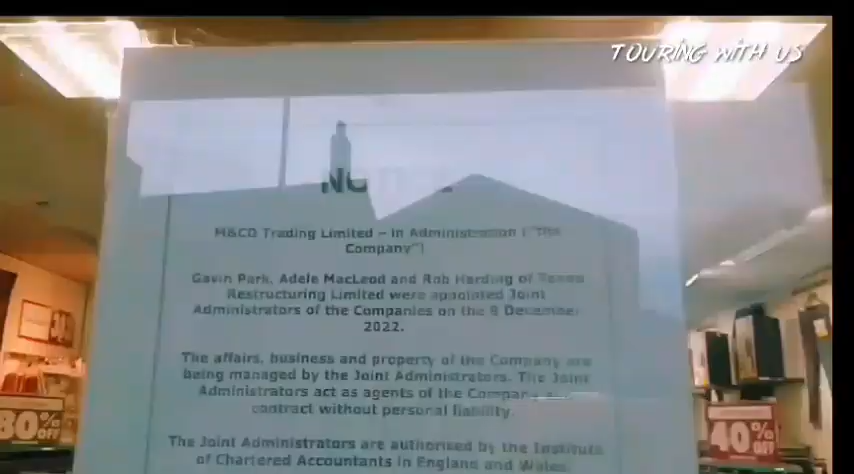 TOURING WITH US
NOTICE
M&CO Trading Limited – In Administration ("the
Company")
Gavin Park, Adele MacLeod and Rob Harding of Teneo
Restructuring Limited were appointed Joint
Administrators of the Companies on the 9 December
2022.
The affairs, business and property of the Company are
being managed by the Joint Administrators. The Joint
Administrators act as agents of the Company and
contract without personal liability.
The Joint Administrators are authorised by the Institute
of Chartered Accountants in England and Wales.
80% OFF
40% OFF